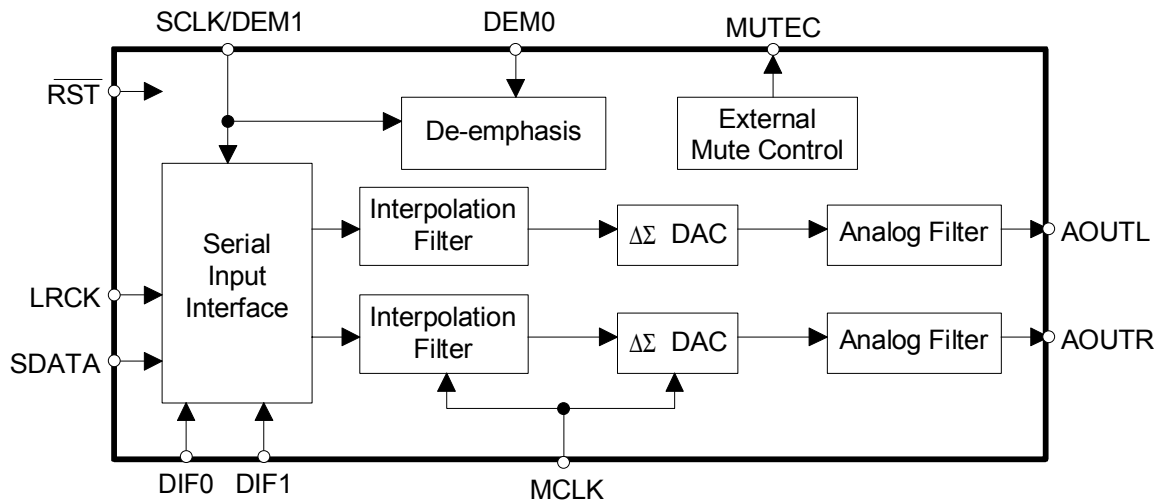 SCLK/DEM1
DEM0
MUTEC
RST
De-emphasis
External
Mute Control
Serial
Input
Interface
Interpolation
Filter
ΔΣ DAC
Analog Filter
AOUTL
LRCK
SDATA
Interpolation
Filter
ΔΣ DAC
Analog Filter
AOUTR
DIF0
DIF1
MCLK